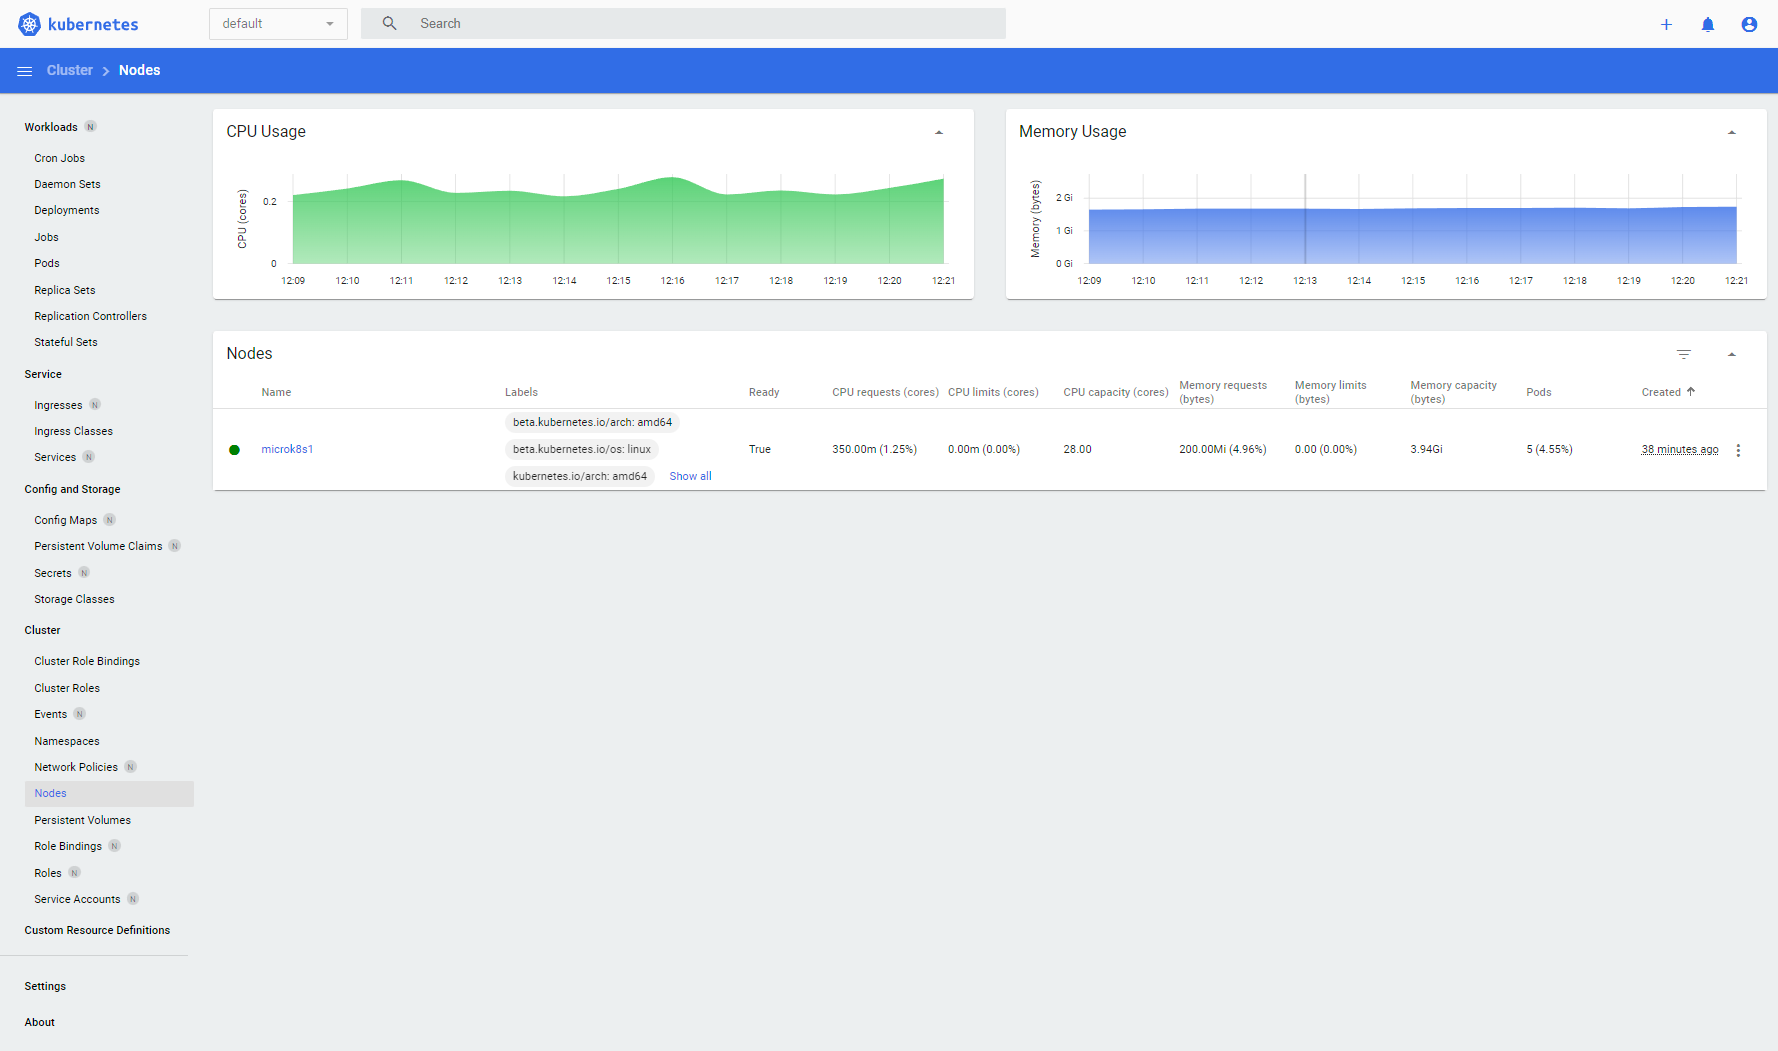 kubernetes
default
Search
Cluster
Nodes
Workloads N
Cron Jobs
Daemon Sets
Deployments
Jobs
Pods
Replica Sets
Replication Controllers
Stateful Sets
Service
Ingresses N
Ingress Classes
Services N
Config and Storage
Config Maps N
Persistent Volume Claims N
Secrets N
Storage Classes
Cluster
Cluster Role Bindings
Cluster Roles
Events N
Namespaces
Network Policies N
Nodes
Persistent Volumes
Role Bindings N
Roles N
Service Accounts N
Custom Resource Definitions
Settings
About
CPU Usage
CPU (cores)
0.2
0
12:09 12:10 12:11 12:12 12:13 12:14 12:15 12:16 12:17 12:18 12:19 12:20 12:21
Memory Usage
Memory (bytes)
2 Gi
1 Gi
0 Gi
12:09 12:10 12:11 12:12 12:13 12:14 12:15 12:16 12:17 12:18 12:19 12:20 12:21
Nodes
Name Labels Ready CPU requests (cores) CPU limits (cores) CPU capacity (cores) Memory requests (bytes) Memory limits (bytes) Memory capacity (bytes) Pods Created
beta.kubernetes.io/arch: amd64
microk8s1 beta.kubernetes.io/os: linux True 350.00m (1.25%) 0.00m (0.00%) 28.00 200.00Mi (4.96%) 0.00 (0.00%) 3.94Gi 5 (4.55%) 38 minutes ago
kubernetes.io/arch: amd64 Show all